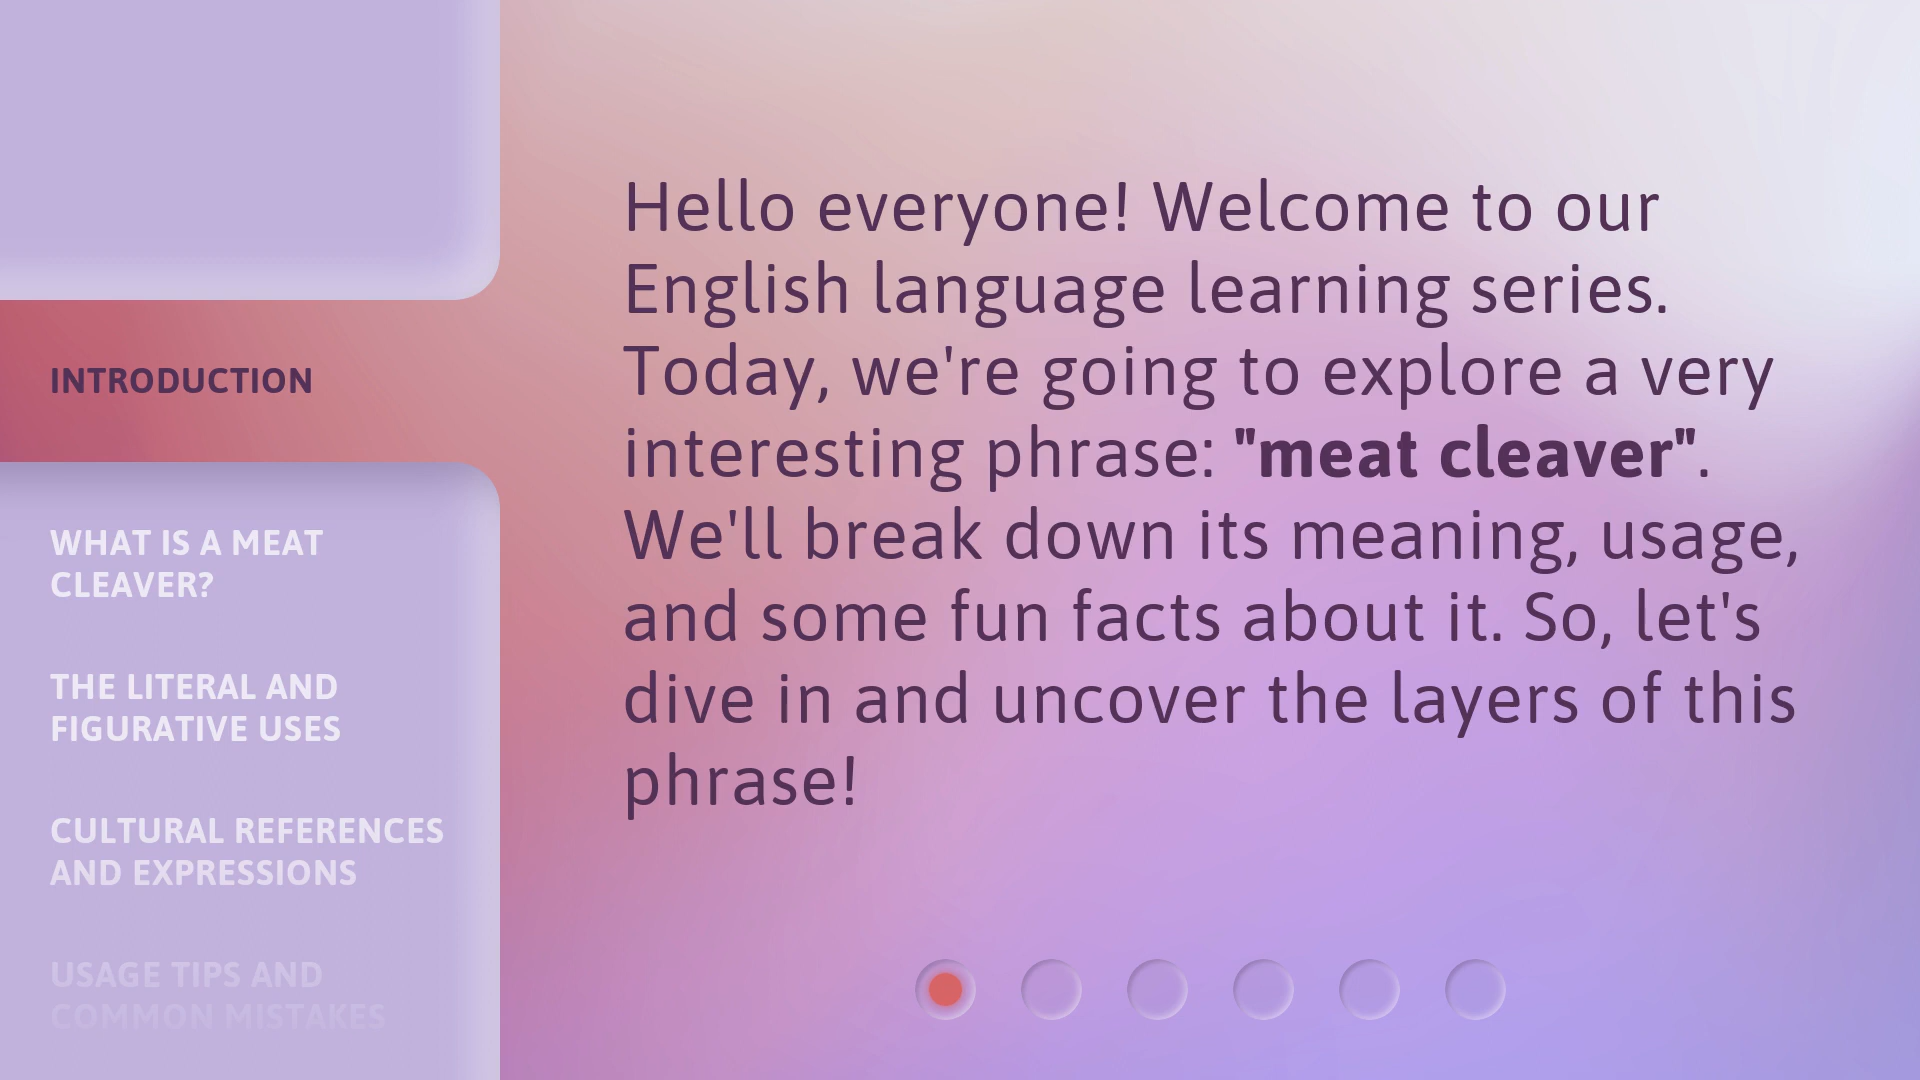 INTRODUCTION
WHAT IS A MEAT
CLEAVER?
THE LITERAL AND
FIGURATIVE USES
CULTURAL REFERENCES
AND EXPRESSIONS
USAGE TIPS AND
COMMON MISTAKES
Hello everyone! Welcome to our
English language learning series.
Today, we're going to explore a very
interesting phrase: "meat cleaver".
We'll break down its meaning, usage,
and some fun facts about it. So, let's
dive in and uncover the layers of this
phrase!